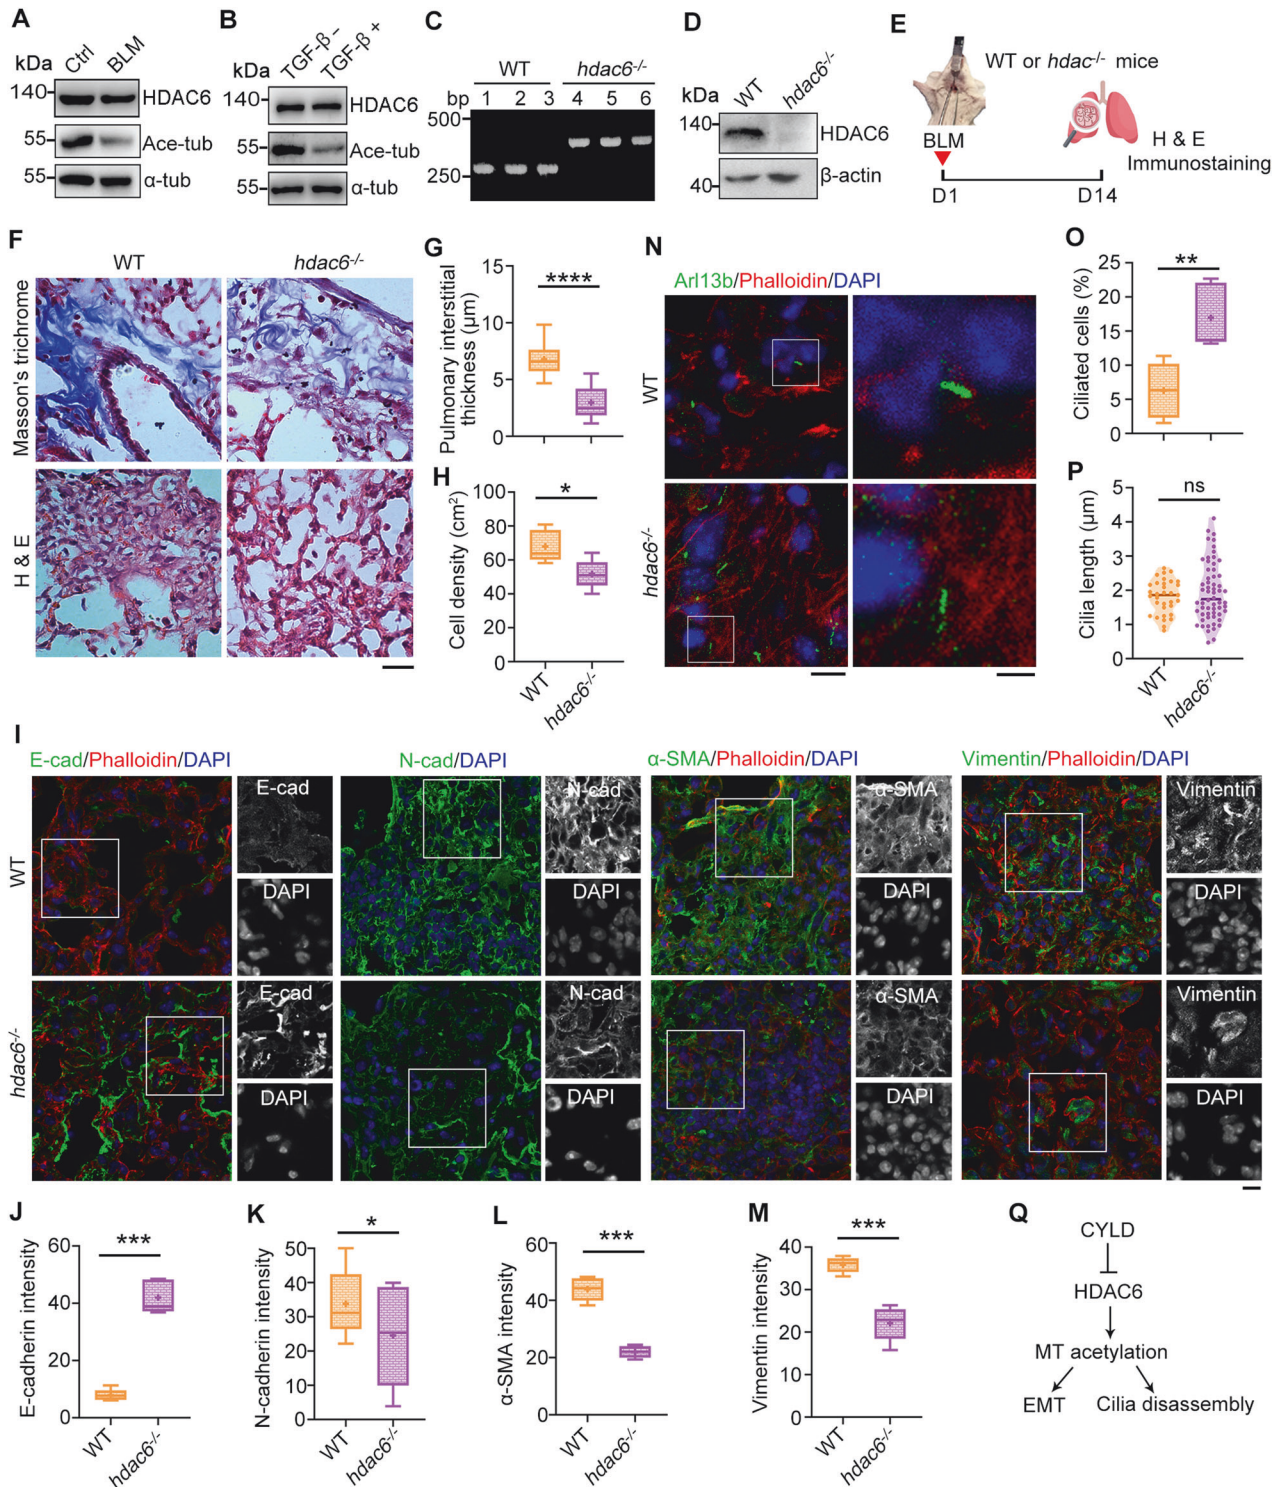 A
kDa
Ctrl
BLM
140
HDAC6
55
Ace-tub
55
α-tub
B
kDa
TGF-β −
TGF-β +
140
HDAC6
55
Ace-tub
55
α-tub
C
WT
hdac6-/-
bp
1 2 3 4 5 6
500
250
D
kDa
WT
hdac6-/-
140
HDAC6
40
β-actin
E
WT or hdac-/- mice
BLM
H & E
Immunostaining
D1
D14
F
WT
hdac6-/-
Masson's trichrome
H & E
G
Pulmonary interstitial
thickness (μm)
15
10
5
0
****
H
Cell density (cm2)
100
80
60
40
20
0
*
WT
hdac6-/-
N
Arl13b/Phalloidin/DAPI
WT
hdac6-/-
O
Ciliated cells (%)
25
20
15
10
5
0
**
P
Cilia length (μm)
5
4
3
2
1
0
ns
WT
hdac6-/-
I
E-cad/Phalloidin/DAPI
N-cad/DAPI
α-SMA/Phalloidin/DAPI
Vimentin/Phalloidin/DAPI
WT
E-cad
DAPI
N-cad
DAPI
α-SMA
DAPI
Vimentin
DAPI
hdac6-/-
E-cad
DAPI
N-cad
DAPI
α-SMA
DAPI
Vimentin
DAPI
J
E-cadherin intensity
60
40
20
0
***
WT
hdac6-/-
K
N-cadherin intensity
50
40
30
20
10
0
*
WT
hdac6-/-
L
α-SMA intensity
60
40
20
0
***
WT
hdac6-/-
M
Vimentin intensity
40
36
22
12
0
***
WT
hdac6-/-
Q
CYLD
HDAC6
MT acetylation
EMT
Cilia disassembly